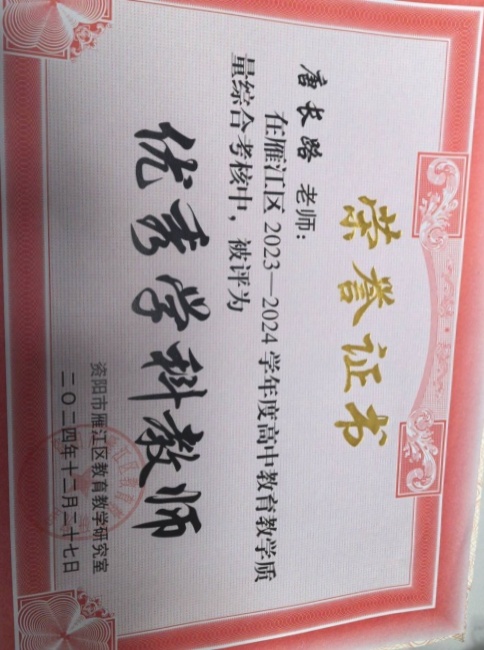 荣誉证书
唐长路 老师:
在雁江区 2023—2024 学年度高中教育教学质
量综合考核中，被评为
优秀学科教师
资阳市雁江区教育教学研究室
二〇二四年十二月二十七日